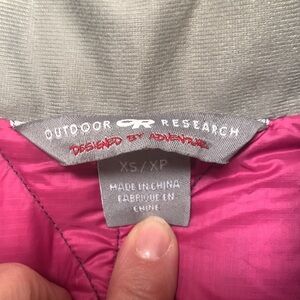 OUTDOOR OR RESEARCH
DESIGNED BY ADVENTURE
XS/XP
MADE IN CHINA
FABRIQUÉ EN
CHINE